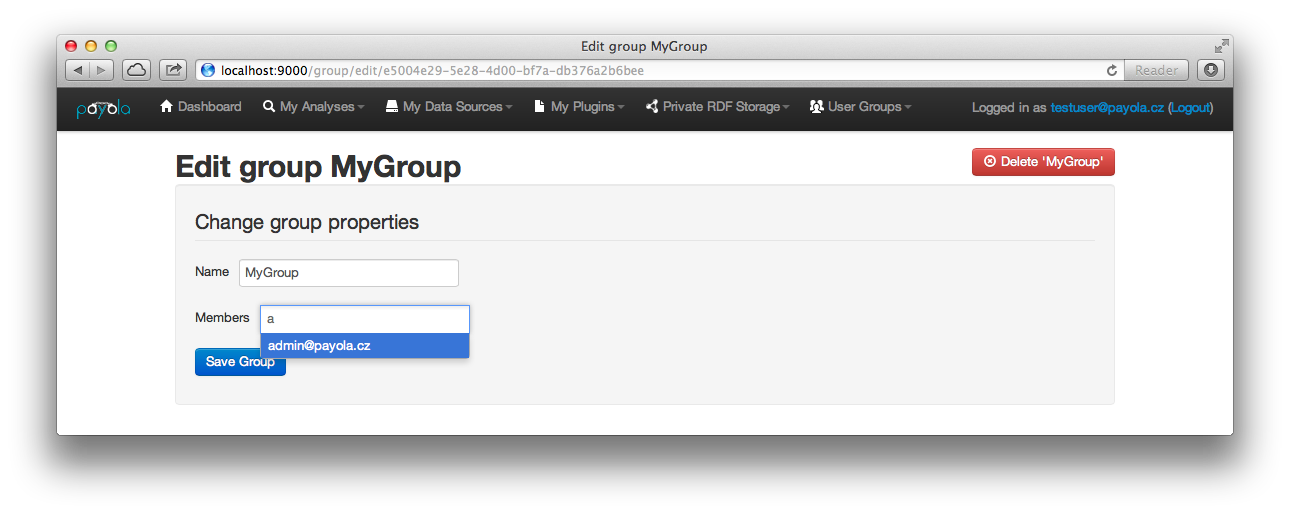 Edit group MyGroup
localhost:9000/group/edit/e5004e29-5e28-4d00-bf7a-db376a2b6bee Reader
payola Dashboard My Analyses My Data Sources My Plugins Private RDF Storage User Groups Logged in as testuser@payola.cz (Logout)
Edit group MyGroup Delete 'MyGroup'
Change group properties
Name MyGroup
Members a
admin@payola.cz
Save Group